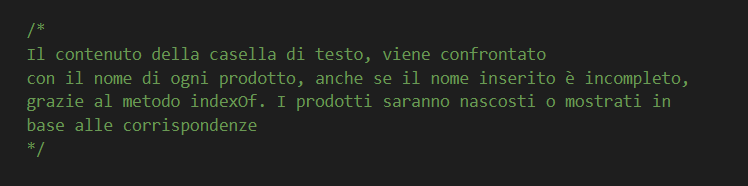 /*
Il contenuto della casella di testo, viene confrontato
con il nome di ogni prodotto, anche se il nome inserito è incompleto,
grazie al metodo indexOf. I prodotti saranno nascosti o mostrati in
base alle corrispondenze
*/